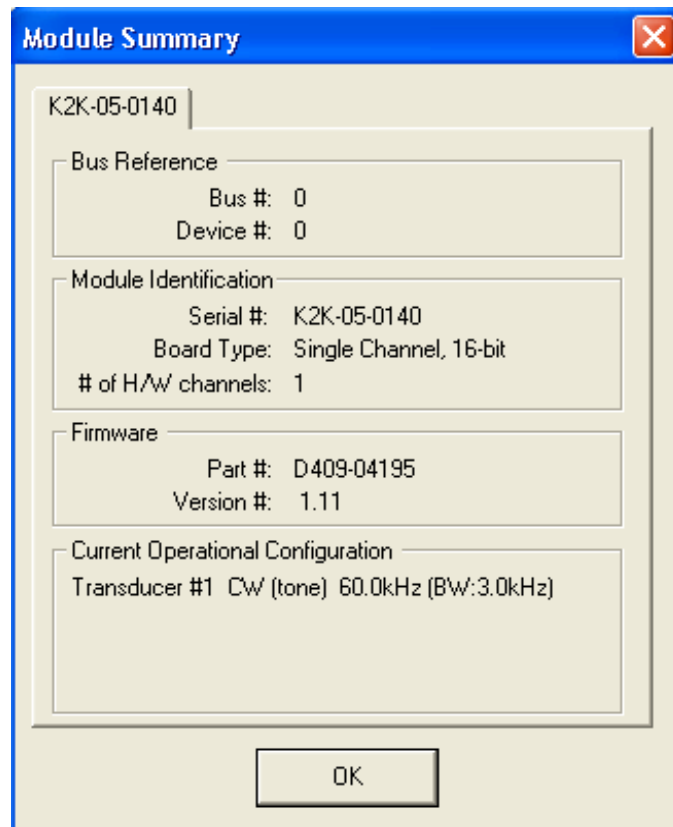 Module Summary
K2K-05-0140
Bus Reference
Bus #: 0
Device #: 0
Module Identification
Serial #: K2K-05-0140
Board Type: Single Channel, 16-bit
# of H/W channels: 1
Firmware
Part #: D409-04195
Version #: 1.11
Current Operational Configuration
Transducer #1 CW (tone) 60.0kHz (BW:3.0kHz)
OK